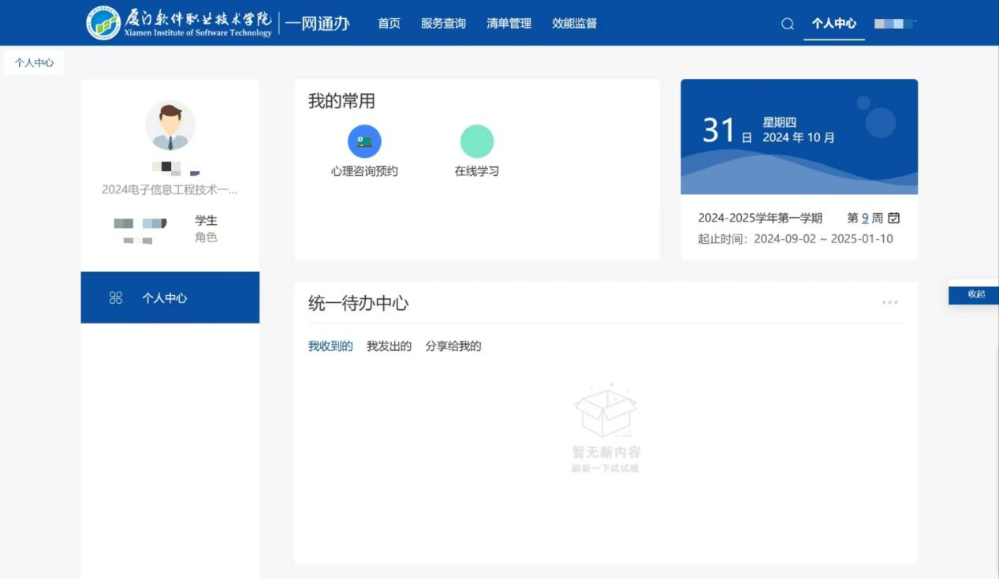 厦门软件职业技术学院 一网通办 首页 服务查询 清单管理 效能监督 个人中心
Xiamen Institute of Software Technology
个人中心
2024电子信息工程技术一...
学生
角色
个人中心
我的常用
心理咨询预约 在线学习
31 日 星期四
2024 年 10 月
2024-2025学年第一学期 第 9 周
起止时间：2024-09-02 ~ 2025-01-10
统一待办中心
我收到的 我发出的 分享给我的
暂无新内容
刷新一下试试哦
收起